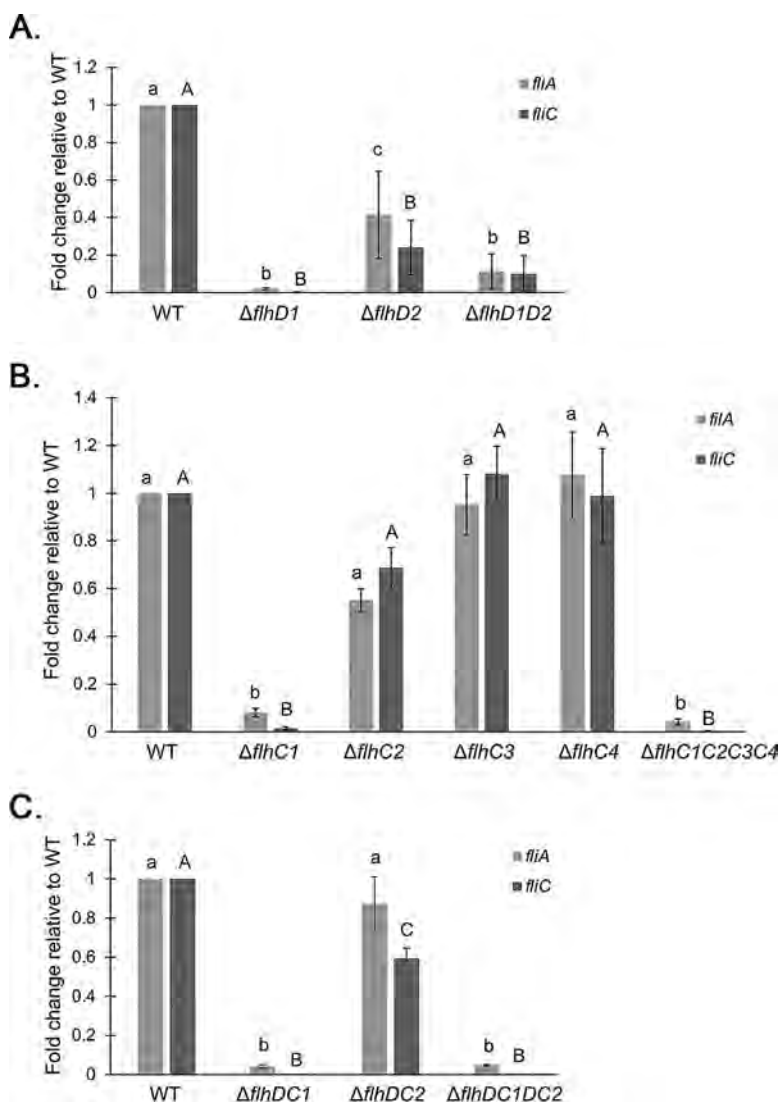 A.
Fold change relative to WT
1.2
1
0.8
0.6
0.4
0.2
0
a A
b B
c B
b B
fliA
fliC
WT ΔflhD1 ΔflhD2 ΔflhD1D2
B.
Fold change relative to WT
1.4
1.2
1
0.8
0.6
0.4
0.2
0
a A
b B
a A
a A
a A
b B
filA
fliC
WT ΔflhC1 ΔflhC2 ΔflhC3 ΔflhC4 ΔflhC1C2C3C4
C.
Fold change relative to WT
1.2
1
0.8
0.6
0.4
0.2
0
a A
b B
a C
b B
fliA
fliC
WT ΔflhDC1 ΔflhDC2 ΔflhDC1DC2